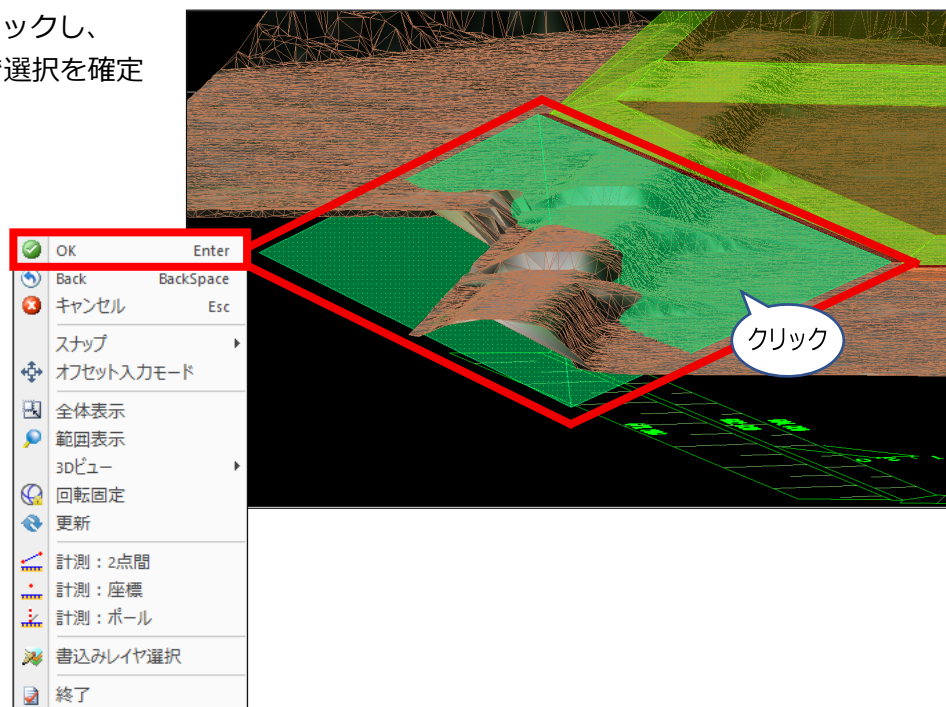 ックし、
選択を確定
クリック
OK Enter
Back BackSpace
キャンセル Esc
スナップ
オフセット入力モード
全体表示
範囲表示
3Dビュー
回転固定
更新
計測：2点間
計測：座標
計測：ポール
書込みレイヤ選択
終了